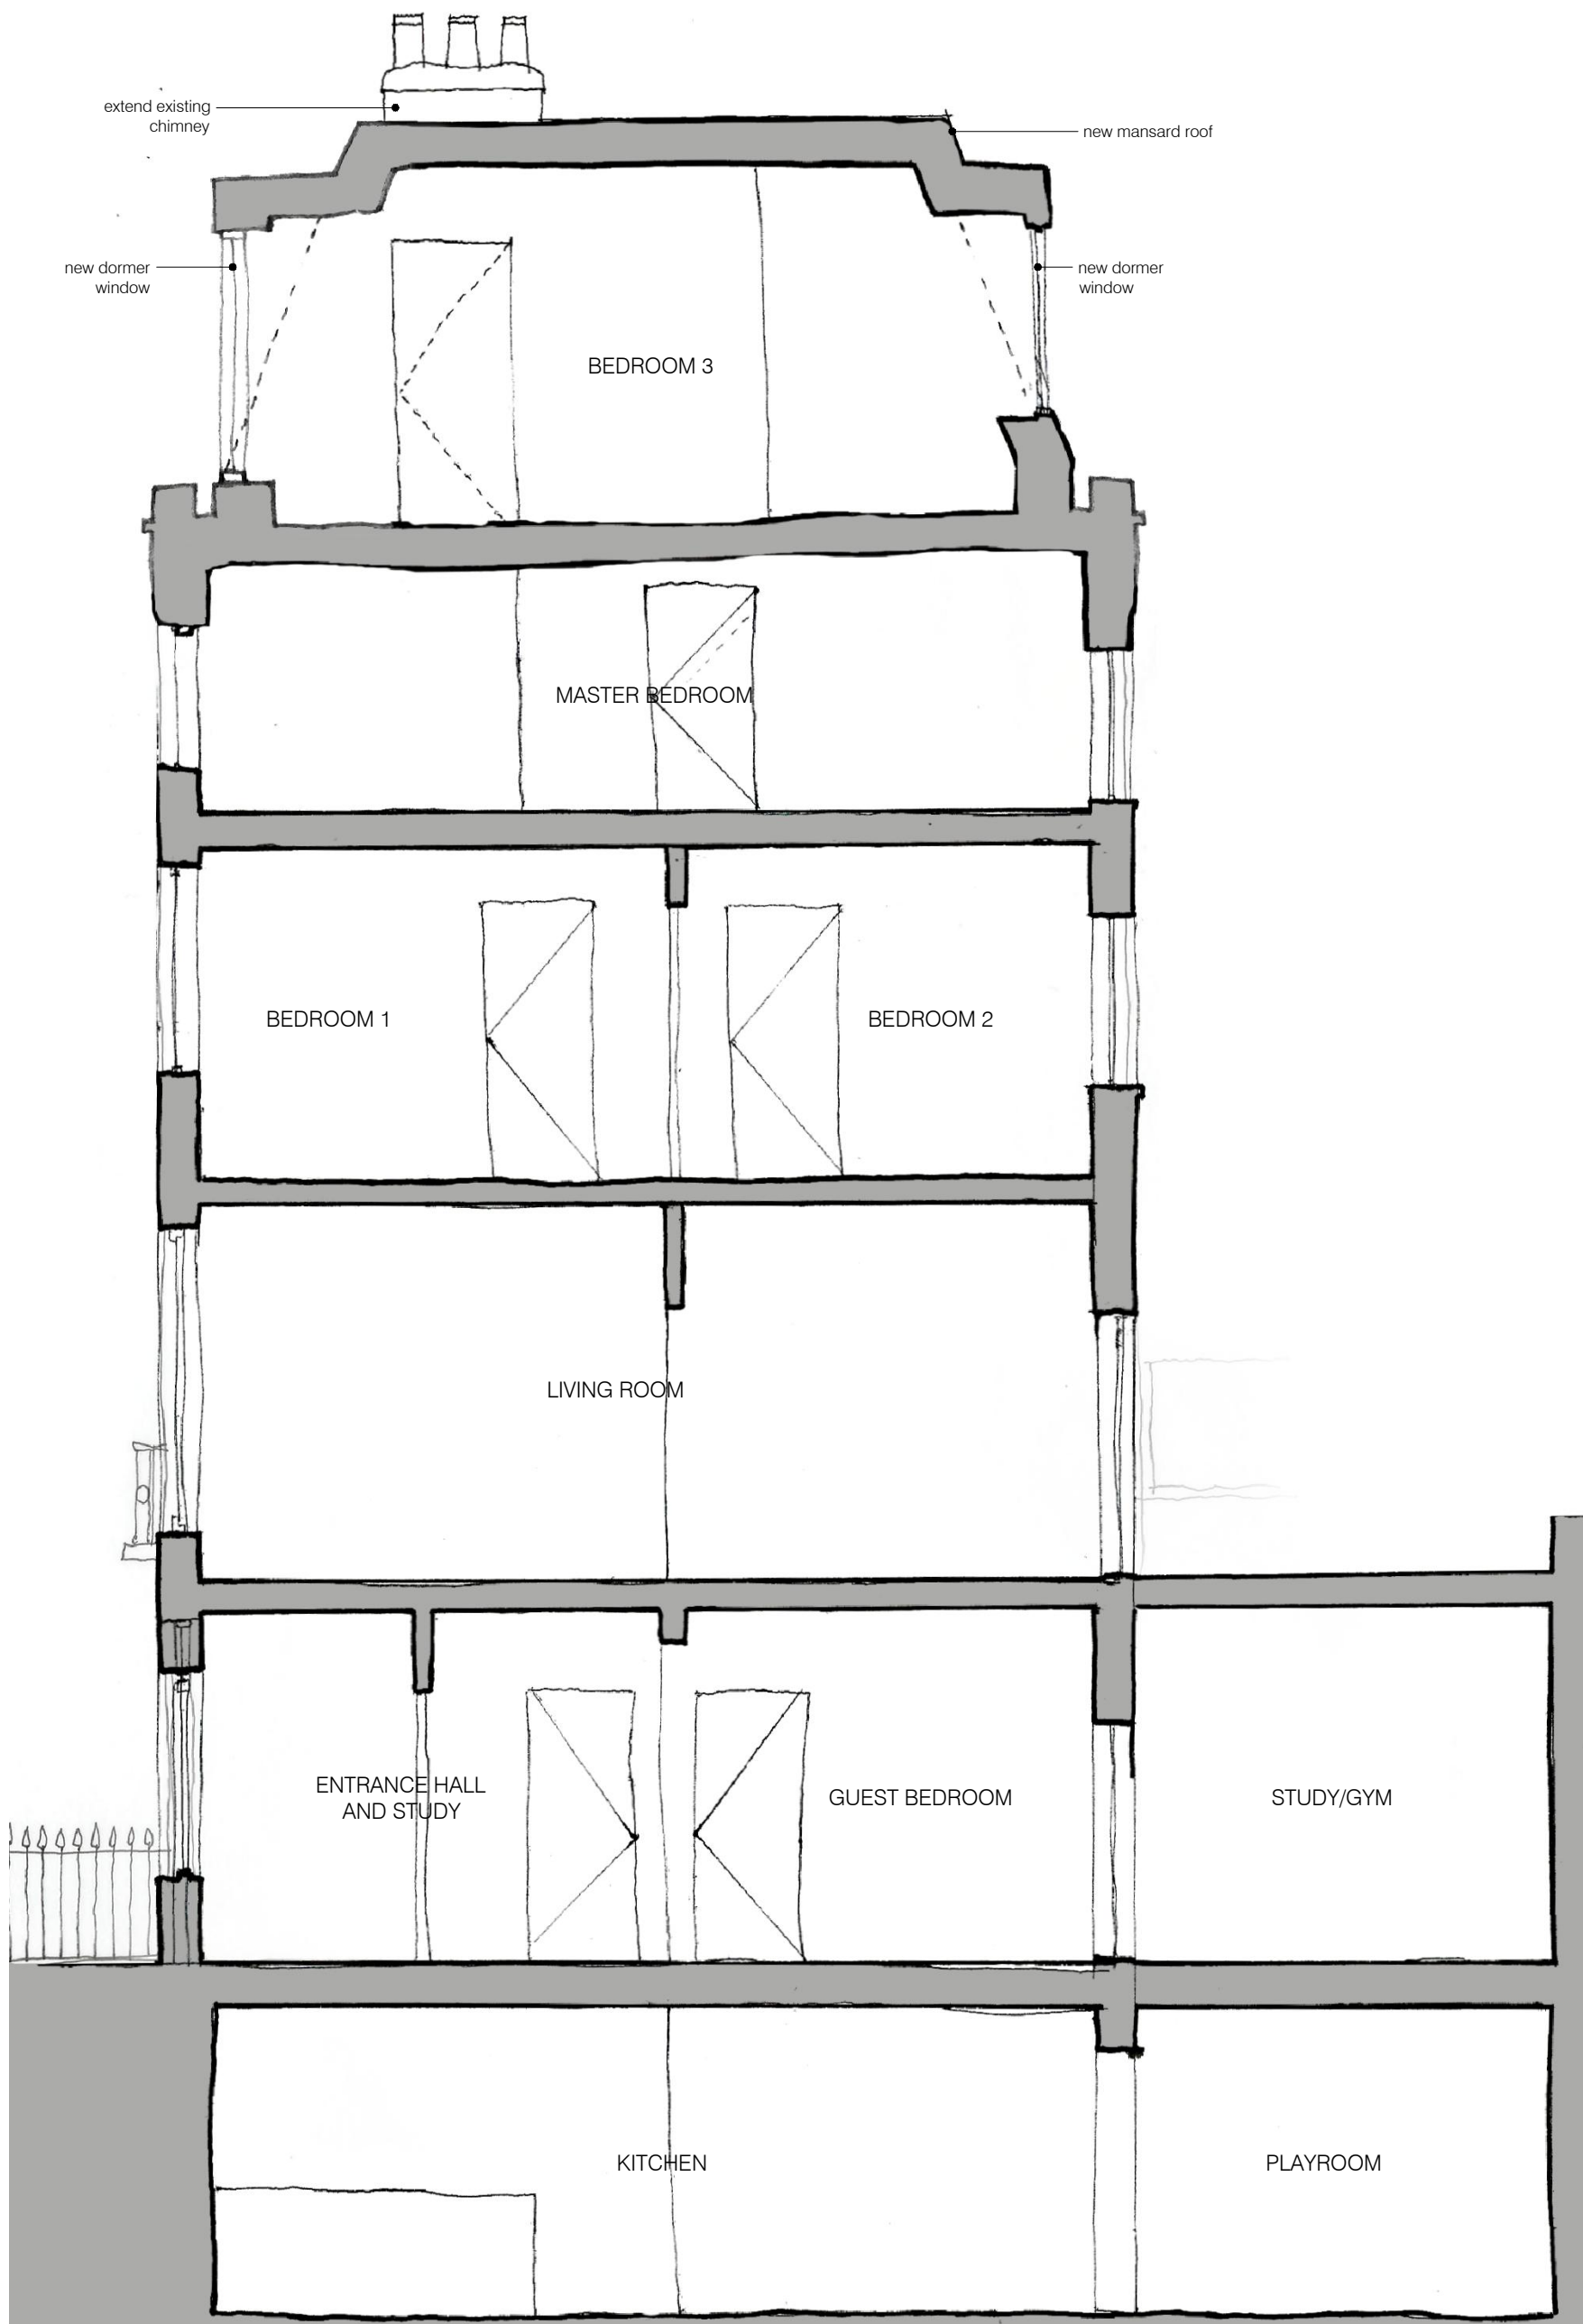 extend existing
chimney
new mansard roof
new dormer
window
new dormer
window
BEDROOM 3
MASTER BEDROOM
BEDROOM 1
BEDROOM 2
LIVING ROOM
ENTRANCE HALL
AND STUDY
GUEST BEDROOM
STUDY/GYM
KITCHEN
PLAYROOM